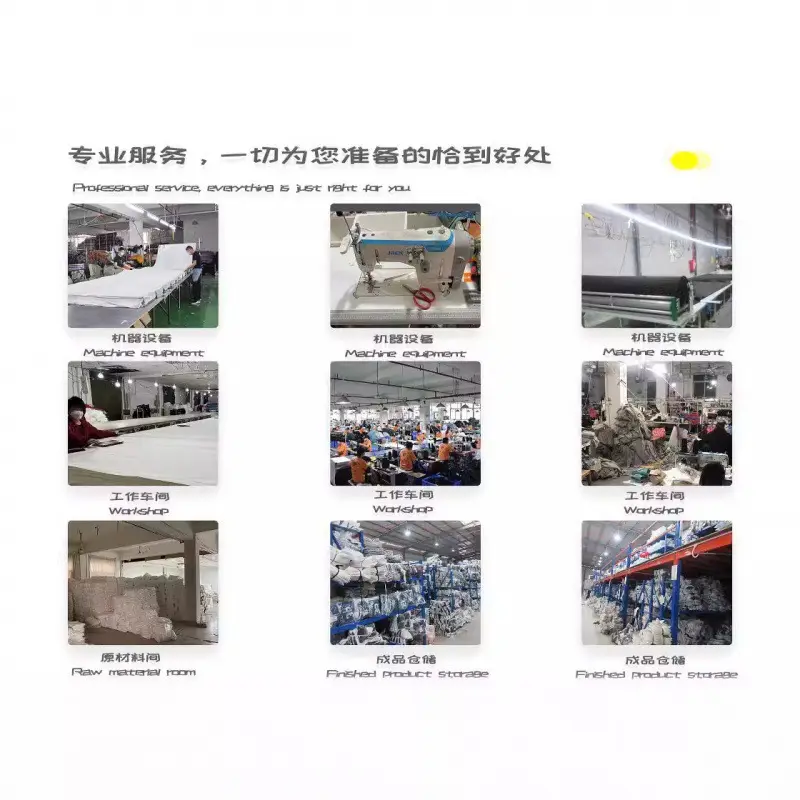 专业服务，一切为您准备的恰到好处
Professional service, everything is just right for you
机器设备
Machine equipment
机器设备
Machine equipment
机器设备
Machine equipment
工作车间
Workshop
工作车间
Workshop
工作车间
Workshop
原材料间
Raw material room
成品仓储
Finished product storage
成品仓储
Finished product storage